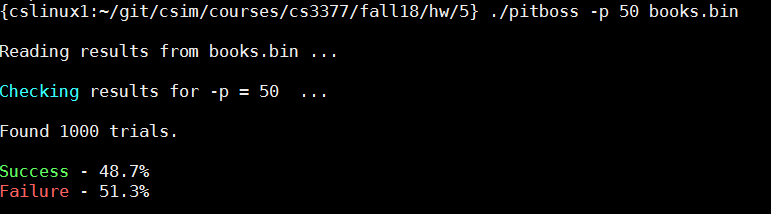 {cslinux1:~/git/csim/courses/cs3377/fall18/hw/5} ./pitboss -p 50 books.bin
Reading results from books.bin ...
Checking results for -p = 50  ...
Found 1000 trials.
Success - 48.7%
Failure - 51.3%